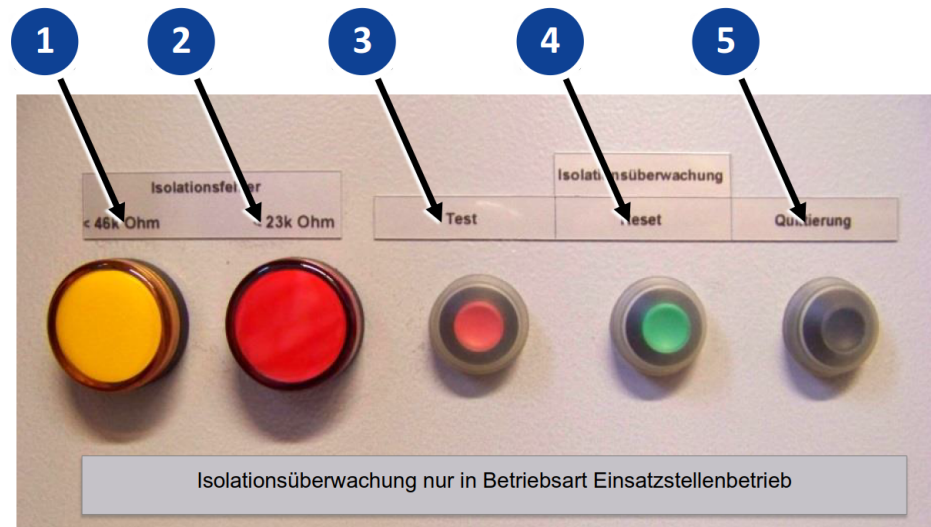 1 2 3 4 5
Isolationsfehler
< 46k Ohm < 23k Ohm
Isolationsüberwachung
Test Reset Quittierung
Isolationsüberwachung nur in Betriebsart Einsatzstellenbetrieb